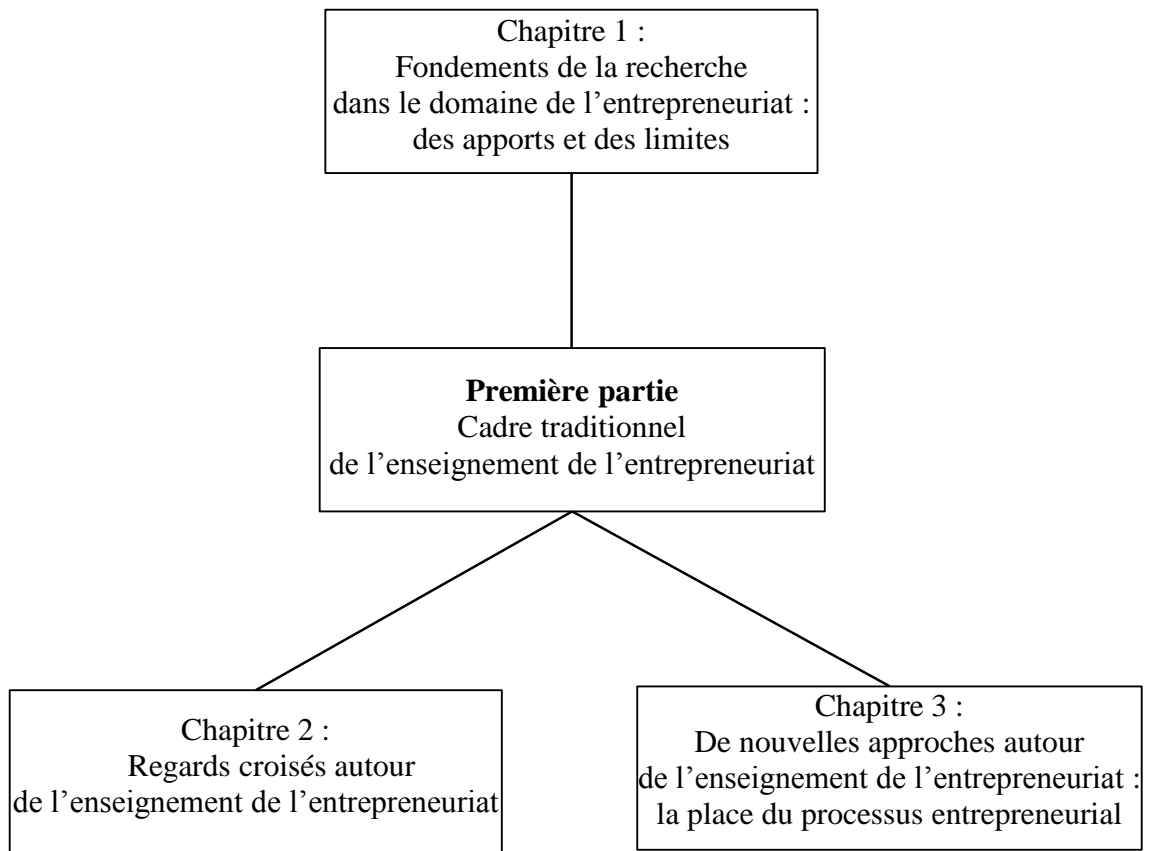 Chapitre 1 :
Fondements de la recherche
dans le domaine de l’entrepreneuriat :
des apports et des limites
Première partie
Cadre traditionnel
de l’enseignement de l’entrepreneuriat
Chapitre 2 :
Regards croisés autour
de l’enseignement de l’entrepreneuriat
Chapitre 3 :
De nouvelles approches autour
de l’enseignement de l’entrepreneuriat :
la place du processus entrepreneurial